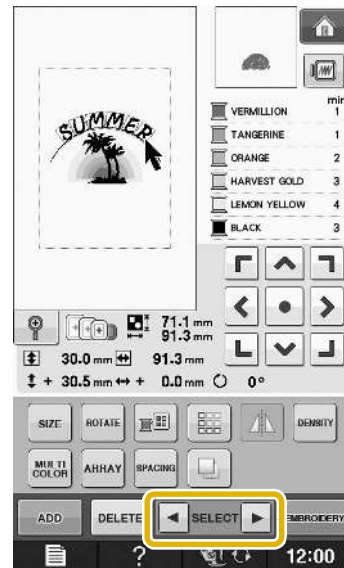 SUMMER
min
VERMILLION 1
TANGERINE 1
ORANGE 2
HARVEST GOLD 3
LEMON YELLOW 4
BLACK 3
71.1 mm
91.3 mm
30.0 mm 91.3 mm
+ 30.5 mm + 0.0 mm 0°
SIZE ROTATE DENSITY
MULTI COLOR ARRAY SPACING
ADD DELETE SELECT EMBROIDERY
? 12:00